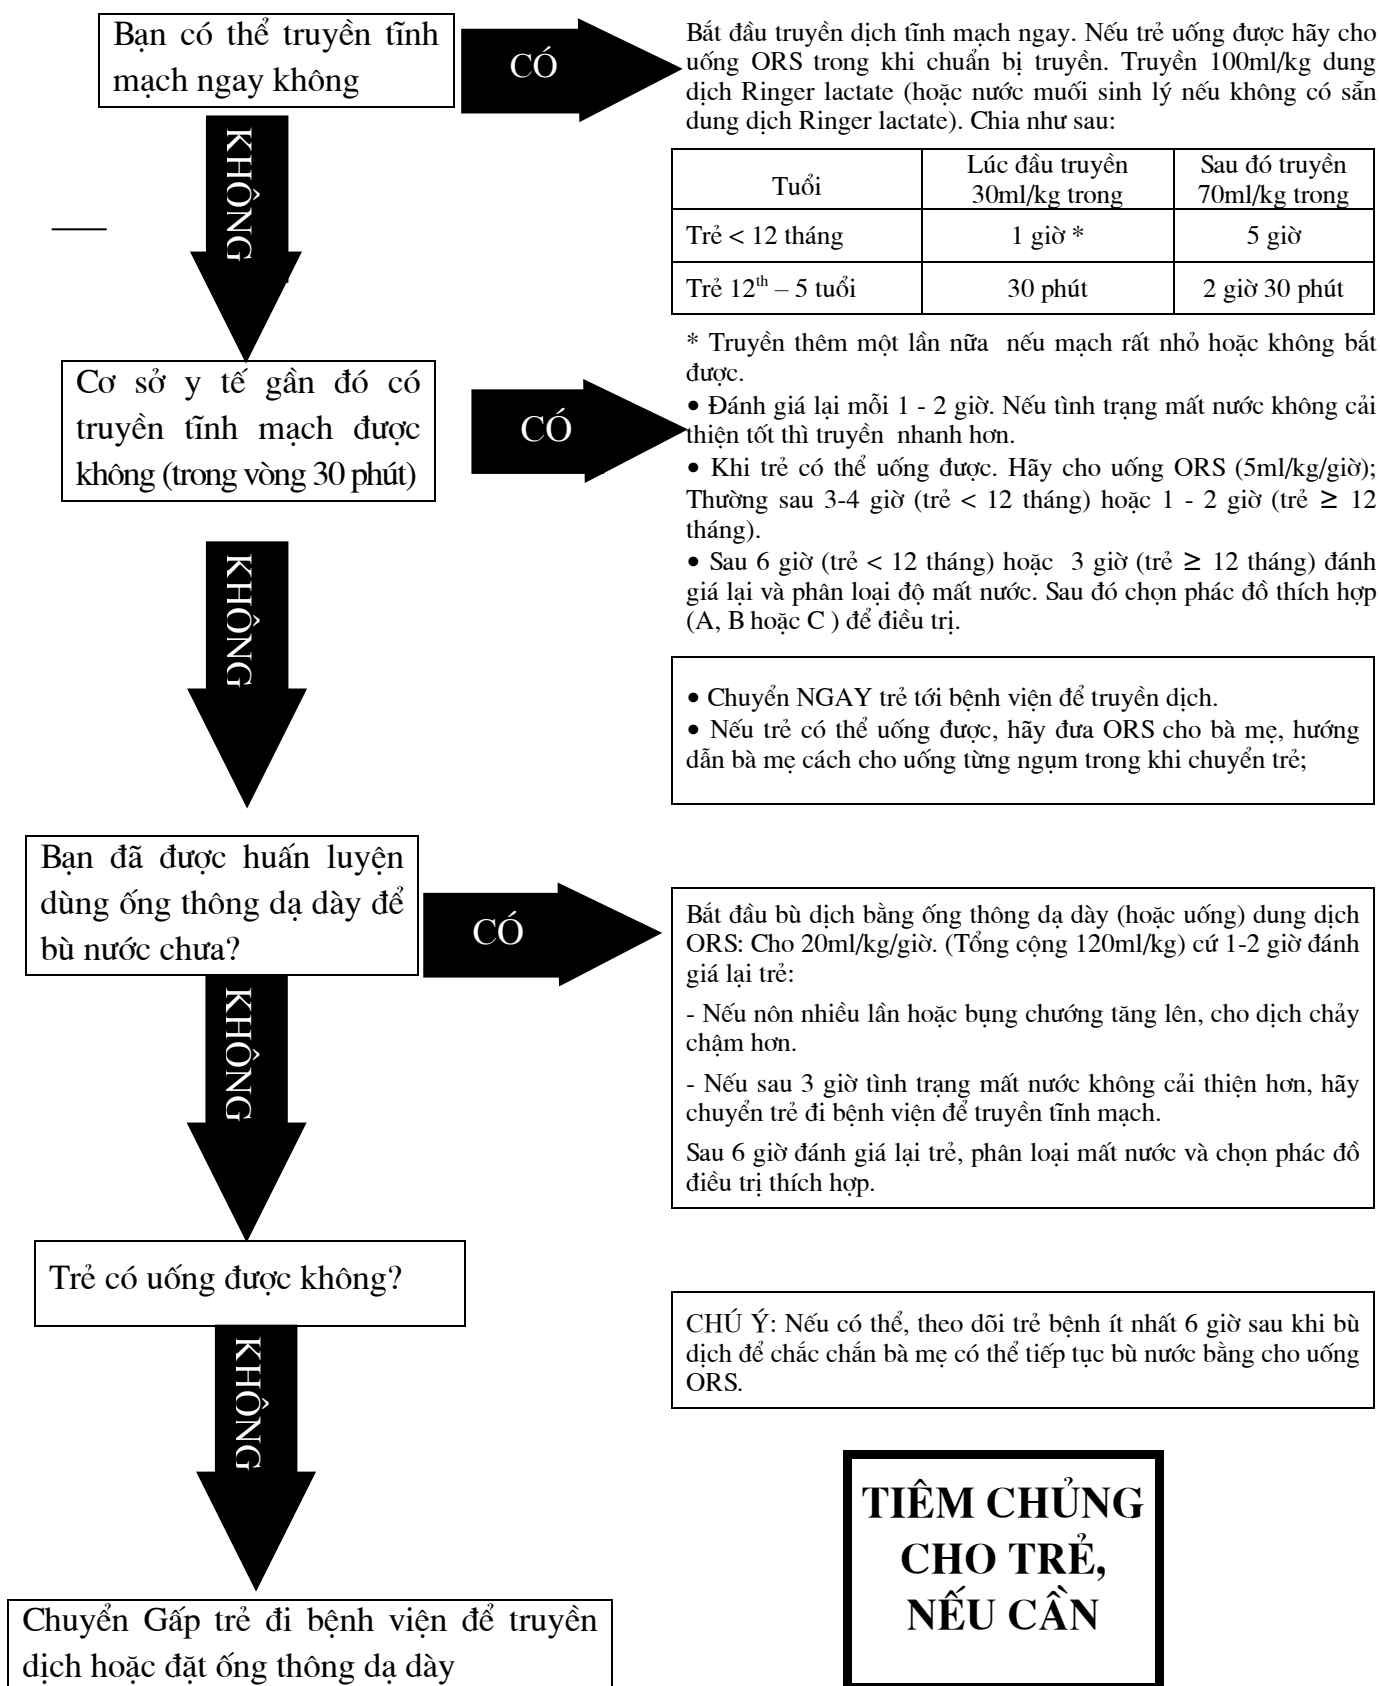 Bạn có thể truyền tĩnh
mạch ngay không
CÓ
Bắt đầu truyền dịch tĩnh mạch ngay. Nếu trẻ uống được hãy cho
uống ORS trong khi chuẩn bị truyền. Truyền 100ml/kg dung
dịch Ringer lactate (hoặc nước muối sinh lý nếu không có sẵn
dung dịch Ringer lactate). Chia như sau:
Tuổi
Lúc đầu truyền
30ml/kg trong
Sau đó truyền
70ml/kg trong
Trẻ < 12 tháng
1 giờ *
5 giờ
Trẻ 12th – 5 tuổi
30 phút
2 giờ 30 phút
KHÔNG
Cơ sở y tế gần đó có
truyền tĩnh mạch được
không (trong vòng 30 phút)
CÓ
* Truyền thêm một lần nữa nếu mạch rất nhỏ hoặc không bắt
được.
• Đánh giá lại mỗi 1 - 2 giờ. Nếu tình trạng mất nước không cải
thiện tốt thì truyền nhanh hơn.
• Khi trẻ có thể uống được. Hãy cho uống ORS (5ml/kg/giờ);
Thường sau 3-4 giờ (trẻ < 12 tháng) hoặc 1 - 2 giờ (trẻ ≥ 12
tháng).
• Sau 6 giờ (trẻ < 12 tháng) hoặc 3 giờ (trẻ ≥ 12 tháng) đánh
giá lại và phân loại độ mất nước. Sau đó chọn phác đồ thích hợp
(A, B hoặc C ) để điều trị.
KHÔNG
• Chuyển NGAY trẻ tới bệnh viện để truyền dịch.
• Nếu trẻ có thể uống được, hãy đưa ORS cho bà mẹ, hướng
dẫn bà mẹ cách cho uống từng ngụm trong khi chuyển trẻ;
Bạn đã được huấn luyện
dùng ống thông dạ dày để
bù nước chưa?
CÓ
Bắt đầu bù dịch bằng ống thông dạ dày (hoặc uống) dung dịch
ORS: Cho 20ml/kg/giờ. (Tổng cộng 120ml/kg) cứ 1-2 giờ đánh
giá lại trẻ:
- Nếu nôn nhiều lần hoặc bụng chướng tăng lên, cho dịch chảy
chậm hơn.
- Nếu sau 3 giờ tình trạng mất nước không cải thiện hơn, hãy
chuyển trẻ đi bệnh viện để truyền tĩnh mạch.
Sau 6 giờ đánh giá lại trẻ, phân loại mất nước và chọn phác đồ
điều trị thích hợp.
KHÔNG
Trẻ có uống được không?
CHÚ Ý: Nếu có thể, theo dõi trẻ bệnh ít nhất 6 giờ sau khi bù
dịch để chắc chắn bà mẹ có thể tiếp tục bù nước bằng cho uống
ORS.
KHÔNG
TIÊM CHỦNG
CHO TRẺ,
NẾU CẦN
Chuyển Gấp trẻ đi bệnh viện để truyền
dịch hoặc đặt ống thông dạ dày